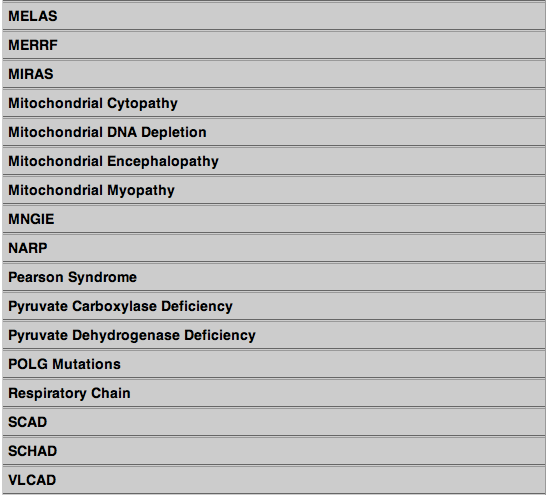 MELAS
MERRF
MIRAS
Mitochondrial Cytopathy
Mitochondrial DNA Depletion
Mitochondrial Encephalopathy
Mitochondrial Myopathy
MNGIE
NARP
Pearson Syndrome
Pyruvate Carboxylase Deficiency
Pyruvate Dehydrogenase Deficiency
POLG Mutations
Respiratory Chain
SCAD
SCHAD
VLCAD